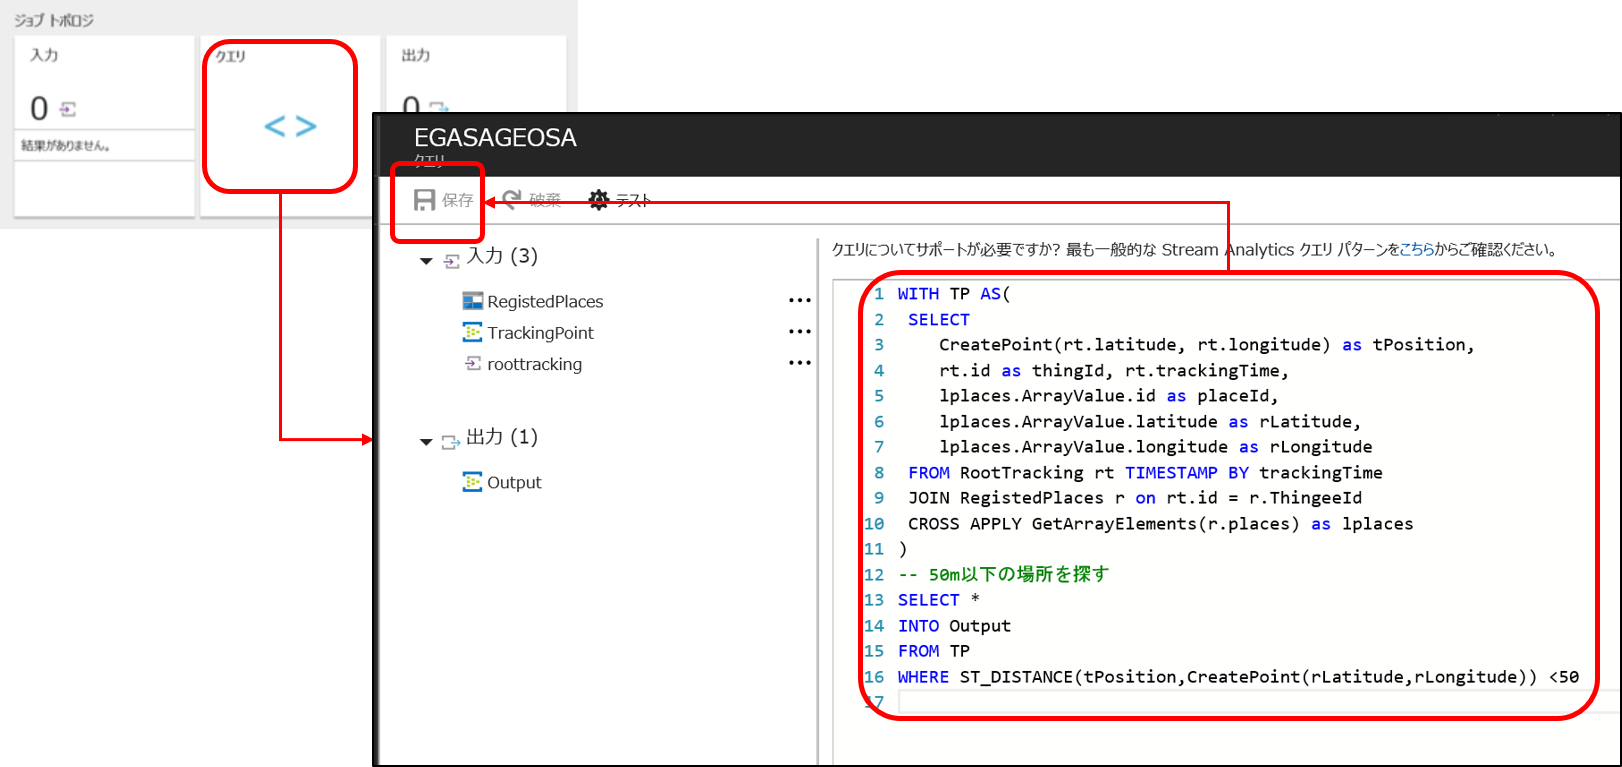 ジョブ トポロジ
入力
0
結果がありません。
クエリ
< >
出力
0
EGASAGEOSA
クエリ
保存
破棄
テスト
入力 (3)
RegistedPlaces
TrackingPoint
roottracking
出力 (1)
Output
クエリについてサポートが必要ですか? 最も一般的な Stream Analytics クエリ パターンをこちらからご確認ください。
1 WITH TP AS(
2 SELECT
3 CreatePoint(rt.latitude, rt.longitude) as tPosition,
4 rt.id as thingId, rt.trackingTime,
5 lplaces.ArrayValue.id as placeId,
6 lplaces.ArrayValue.latitude as rLatitude,
7 lplaces.ArrayValue.longitude as rLongitude
8 FROM RootTracking rt TIMESTAMP BY trackingTime
9 JOIN RegistedPlaces r on rt.id = r.ThingeeId
10 CROSS APPLY GetArrayElements(r.places) as lplaces
11 )
12 -- 50m以下の場所を探す
13 SELECT *
14 INTO Output
15 FROM TP
16 WHERE ST_DISTANCE(tPosition,CreatePoint(rLatitude,rLongitude)) <50
17